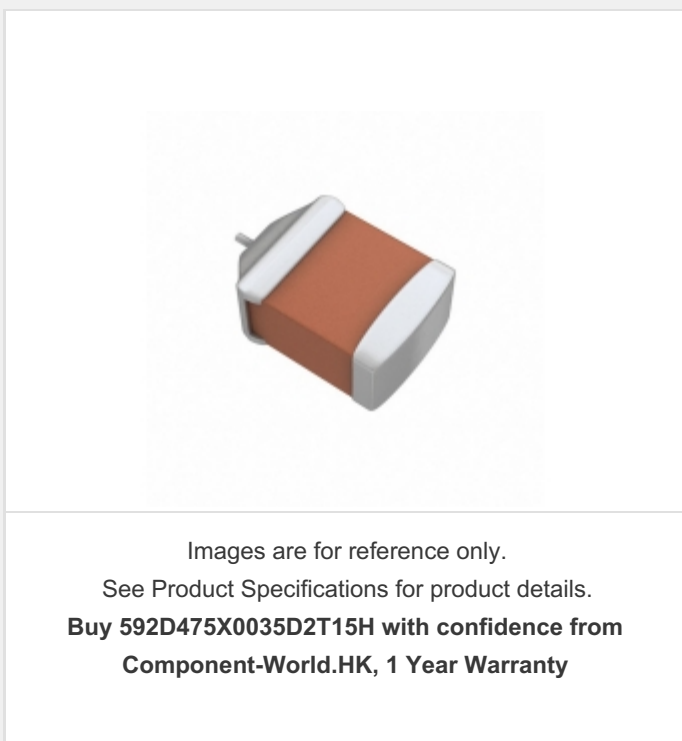 Images are for reference only.
See Product Specifications for product details.
Buy 592D475X0035D2T15H with confidence from
Component-World.HK, 1 Year Warranty